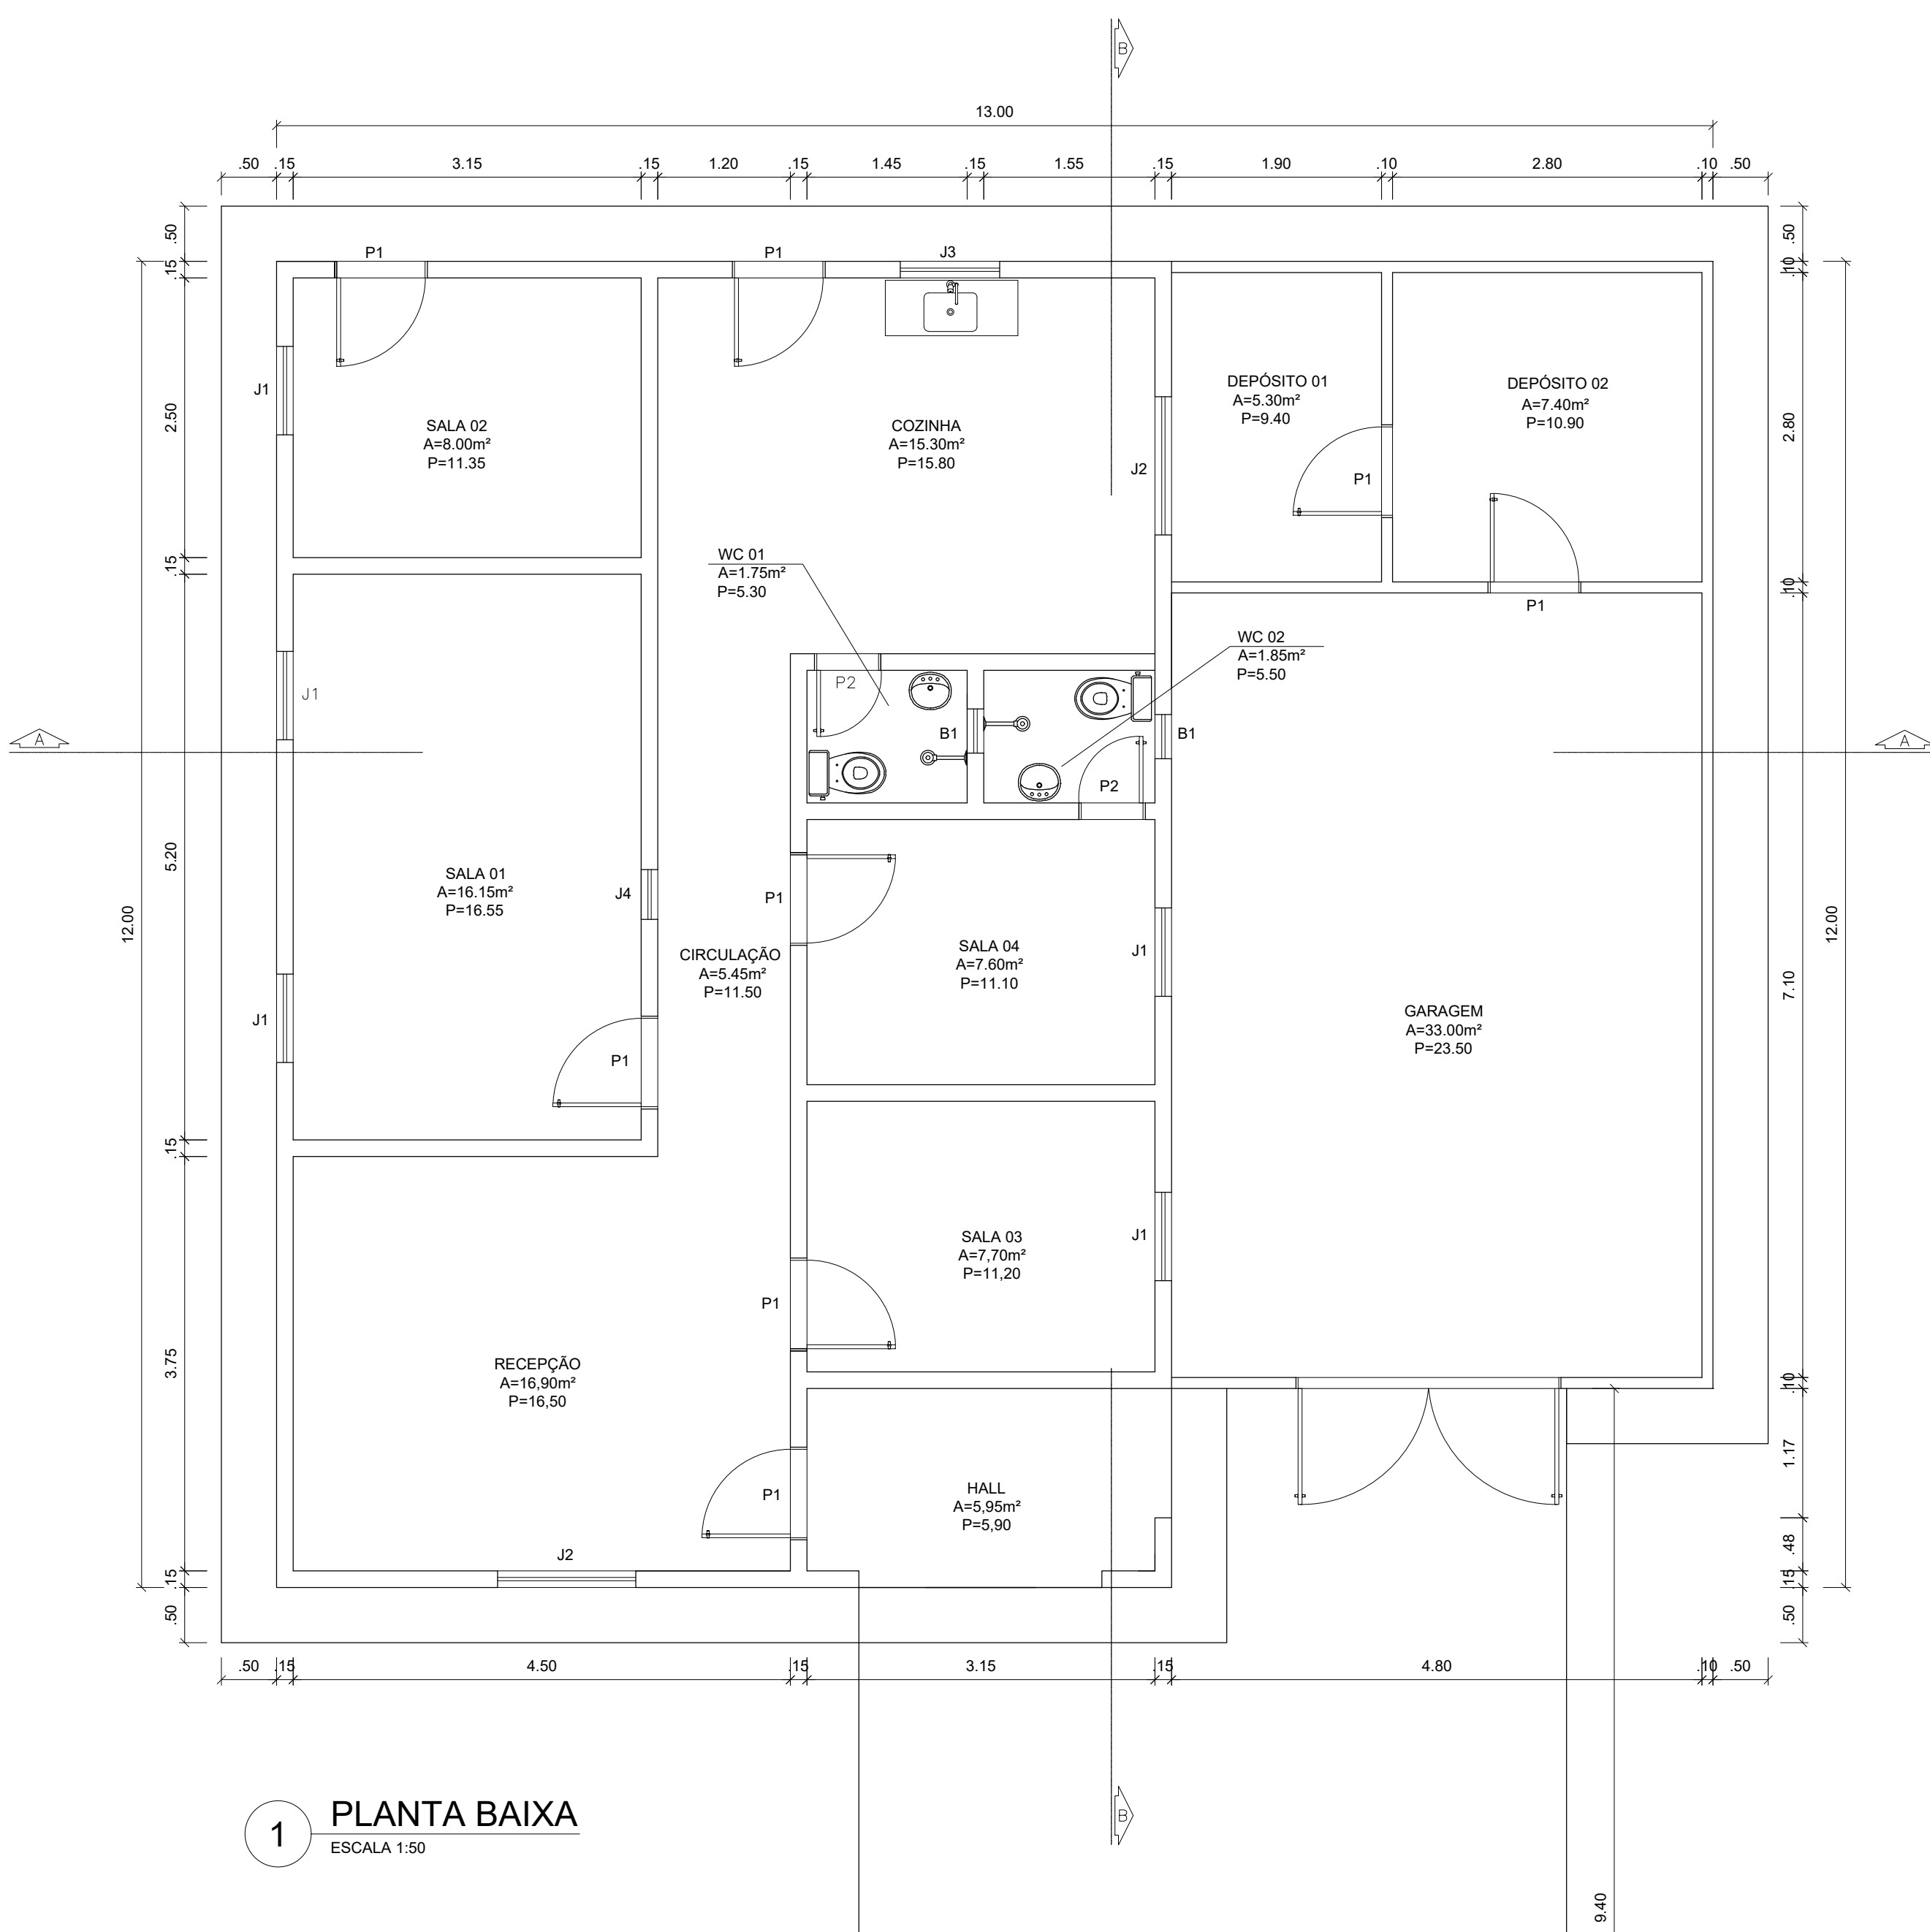 B
13.00
.50 .15 3.15 .15 1.20 .15 1.45 .15 1.55 .15 1.90 .10 2.80 .10 .50
.50
.15
2.50
.15
5.20
.15
3.75
.15
.50
12.00
.50
.10
2.80
.10
7.10
.10
1.17
.48
.15
.50
12.00
P1
P1
J3
J1
SALA 02
A=8.00m²
P=11.35
COZINHA
A=15.30m²
P=15.80
J2
DEPÓSITO 01
A=5.30m²
P=9.40
P1
DEPÓSITO 02
A=7.40m²
P=10.90
P1
WC 01
A=1.75m²
P=5.30
WC 02
A=1.85m²
P=5.50
J1
P2
B1
P2
B1
A
A
SALA 01
A=16.15m²
P=16.55
J4
P1
CIRCULAÇÃO
A=5.45m²
P=11.50
SALA 04
A=7.60m²
P=11.10
J1
J1
P1
GARAGEM
A=33.00m²
P=23.50
SALA 03
A=7,70m²
P=11,20
J1
P1
RECEPÇÃO
A=16,90m²
P=16,50
P1
HALL
A=5,95m²
P=5,90
J2
.50 .15 4.50 .15 3.15 .15 4.80 .10 .50
B
1
PLANTA BAIXA
ESCALA 1:50
9.40